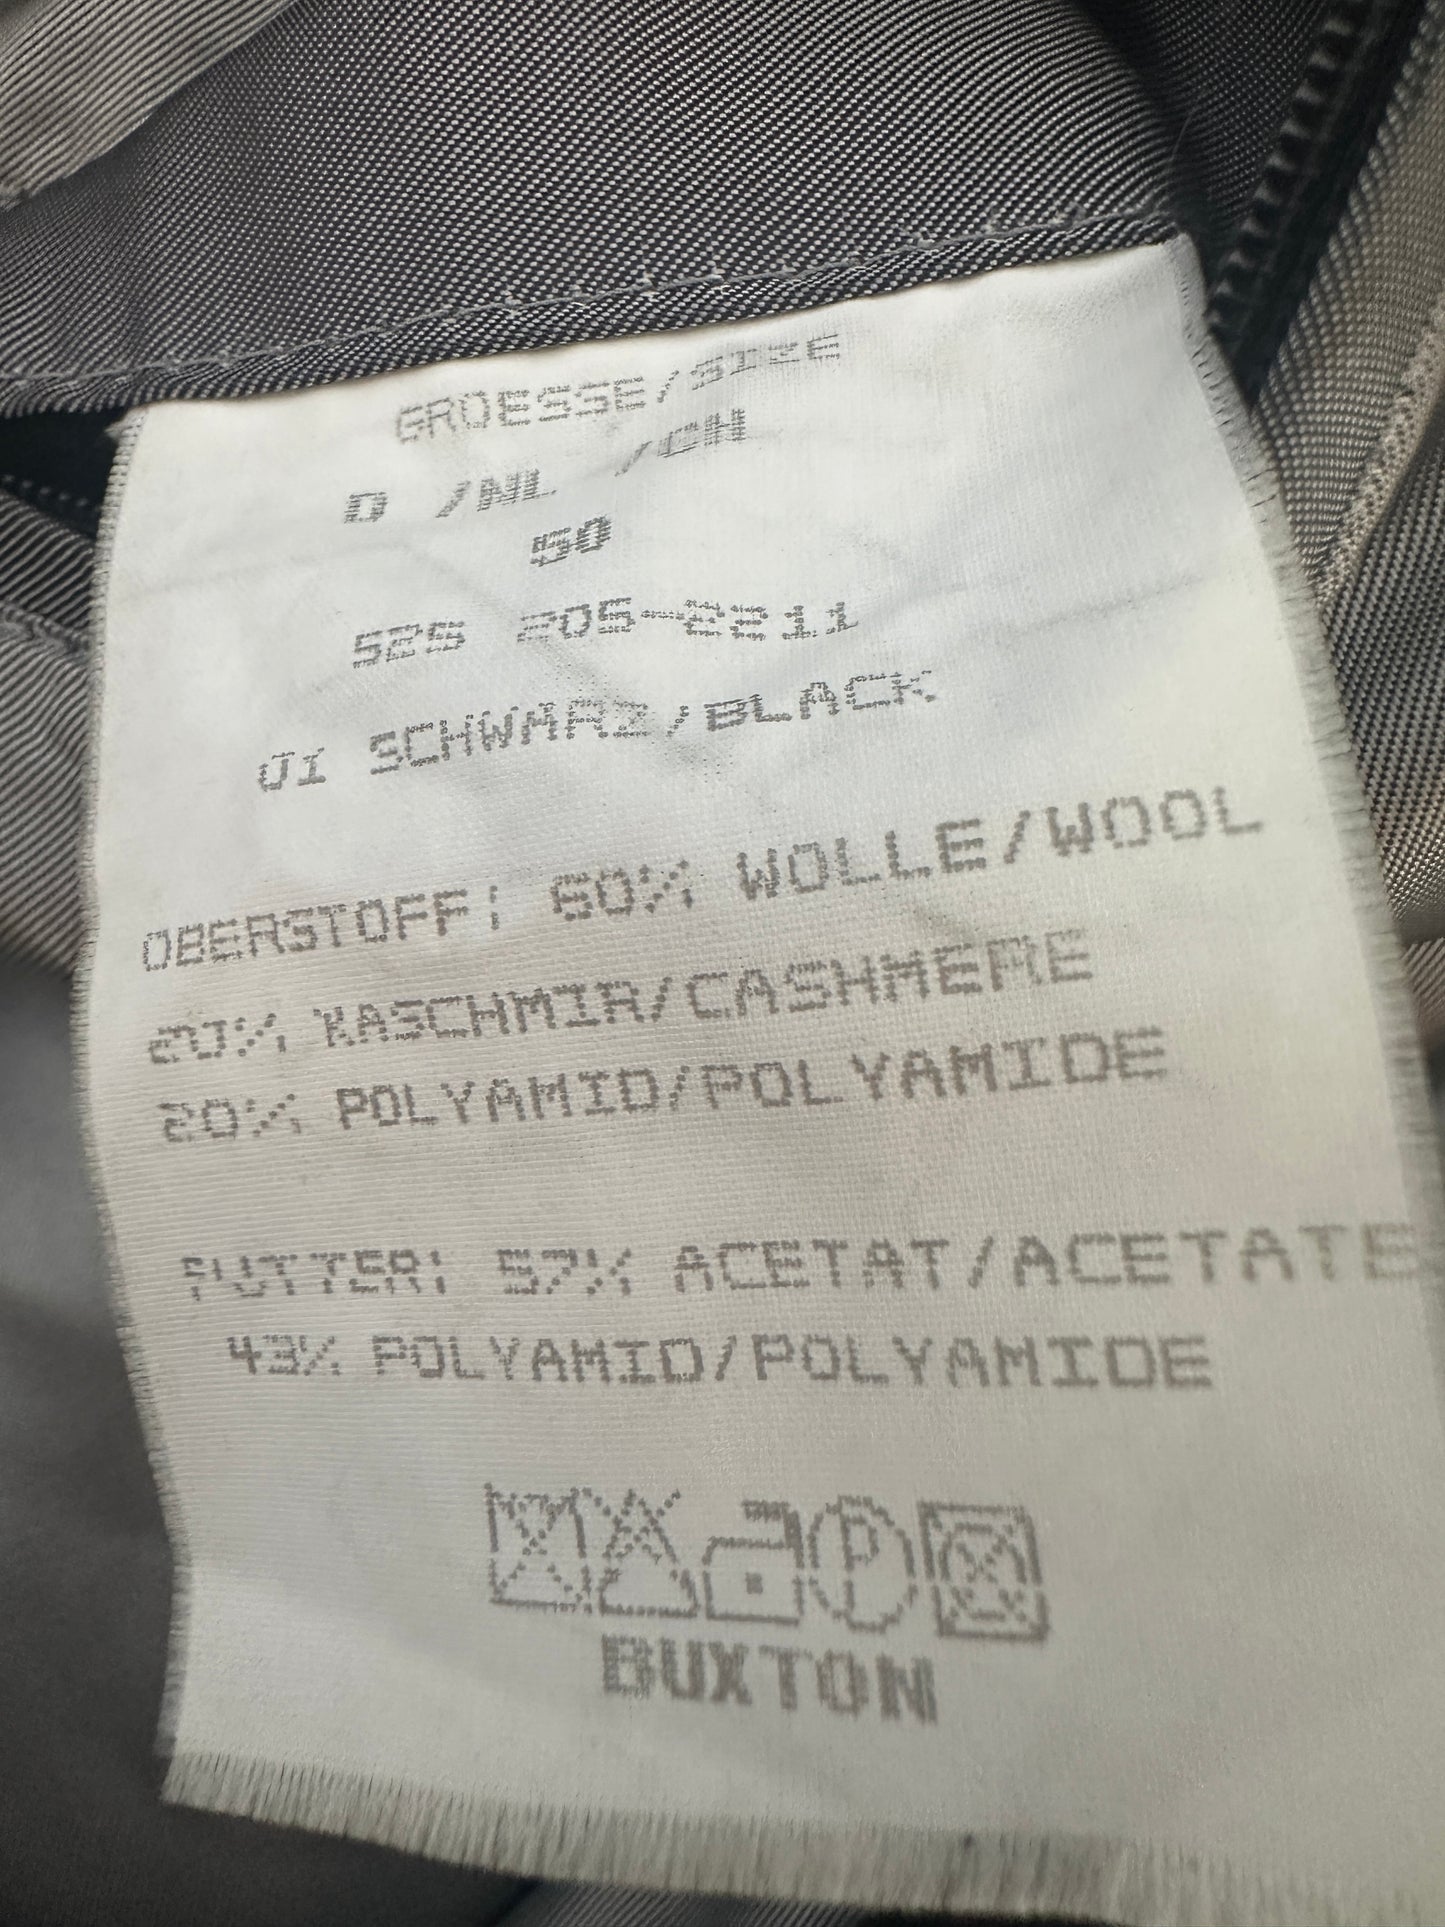 GROESSE/SIZE
D /NL /CH
50
525 205-8211
01 SCHWARZ/BLACK
OBERSTOFF: 60% WOLLE/WOOL
20% KASCHMIR/CASHMERE
20% POLYAMID/POLYAMIDE
FUTTER: 57% ACETAT/ACETATE
43% POLYAMID/POLYAMIDE
P
BUXTON